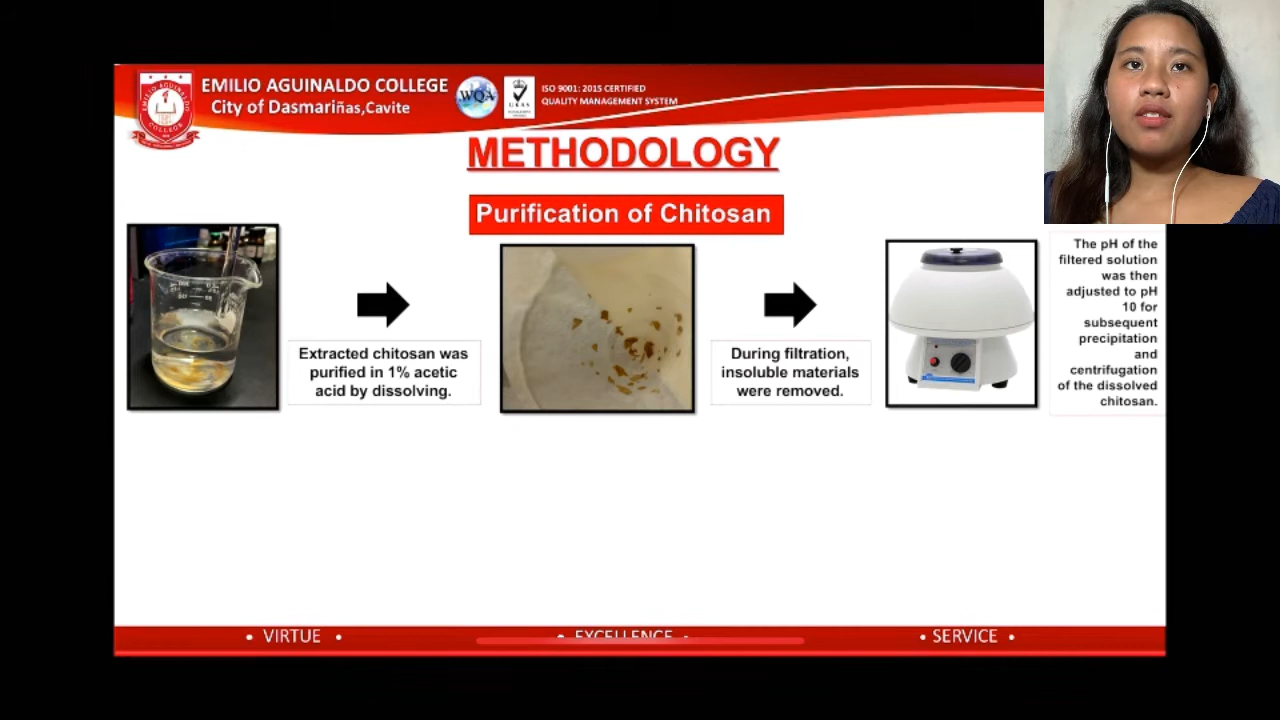 EMILIO AGUINALDO COLLEGE
City of Dasmariñas,Cavite
WQA
UKAS
ISO 9001: 2015 CERTIFIED
QUALITY MANAGEMENT SYSTEM
METHODOLOGY
Purification of Chitosan
Extracted chitosan was
purified in 1% acetic
acid by dissolving.
During filtration,
insoluble materials
were removed.
The pH of the
filtered solution
was then
adjusted to pH
10 for
subsequent
precipitation
and
centrifugation
of the dissolved
chitosan.
• VIRTUE •
• EXCELLENCE •
• SERVICE •